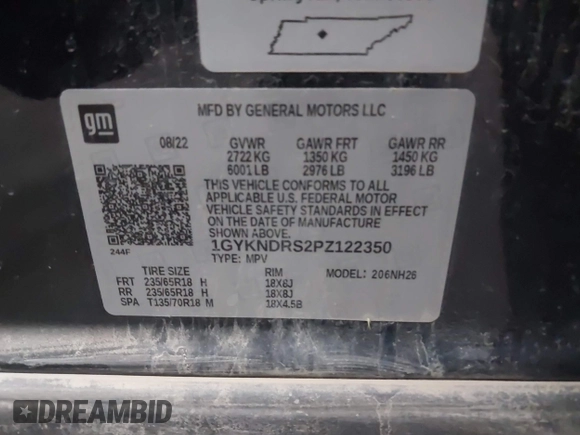 gm
MFD BY GENERAL MOTORS LLC
08/22 GVWR GAWR FRT GAWR RR
2722 KG 1350 KG 1450 KG
6001 LB 2976 LB 3196 LB
THIS VEHICLE CONFORMS TO ALL
APPLICABLE U.S. FEDERAL MOTOR
VEHICLE SAFETY STANDARDS IN
EFFECT ON THE DATE OF MANUFACTURE
SHOWN ABOVE.
1GYKNDRS2PZ122350
244F TYPE: MPV
TIRE SIZE RIM MODEL: 206NH26
FRT 235/65R18 H 18X8J
RR 235/65R18 H 18X8J
SPA T135/70R18 M 18X4.5B
DREAMBID